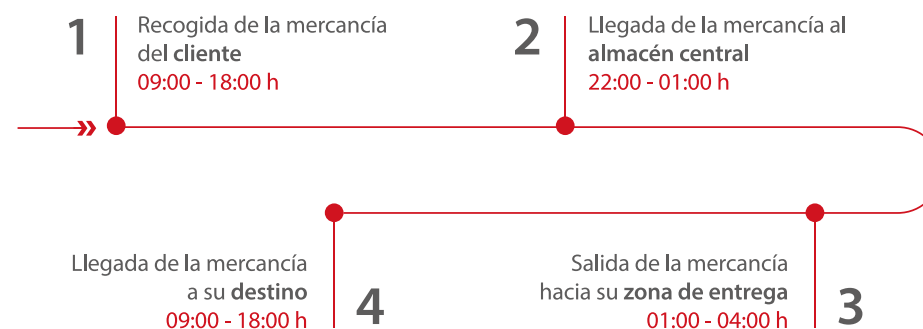 1
Recogida de la mercancía
del cliente
09:00 - 18:00 h
2
Llegada de la mercancía al
almacén central
22:00 - 01:00 h
3
Salida de la mercancía
hacia su zona de entrega
01:00 - 04:00 h
4
Llegada de la mercancía
a su destino
09:00 - 18:00 h